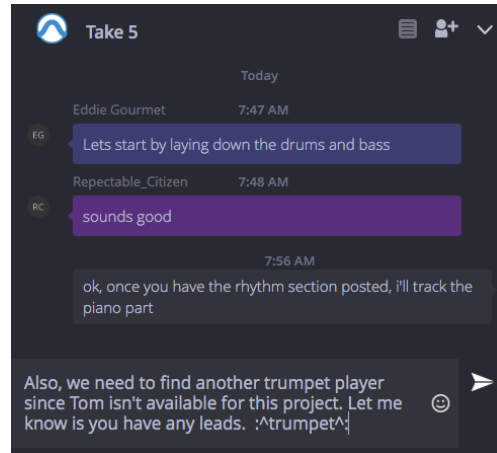 Take 5
Today
Eddie Gourmet 7:47 AM
EG
Lets start by laying down the drums and bass
Repectable_Citizen 7:48 AM
RC
sounds good
7:56 AM
ok, once you have the rhythm section posted, i'll track the
piano part
Also, we need to find another trumpet player
since Tom isn't available for this project. Let me
know is you have any leads.  :^trumpet^: